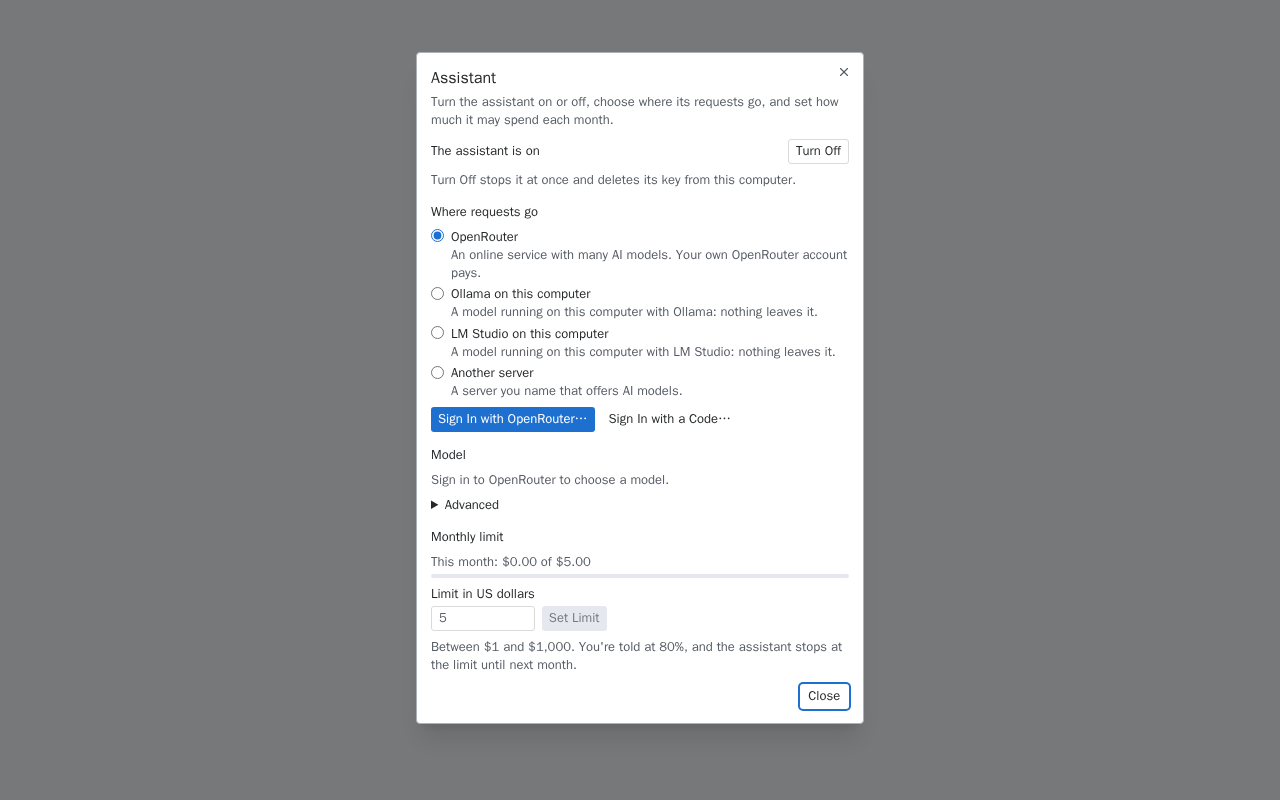 Assistant
Turn the assistant on or off, choose where its requests go, and set how
much it may spend each month.
The assistant is on
Turn Off
Turn Off stops it at once and deletes its key from this computer.
Where requests go
OpenRouter
An online service with many AI models. Your own OpenRouter account
pays.
Ollama on this computer
A model running on this computer with Ollama: nothing leaves it.
LM Studio on this computer
A model running on this computer with LM Studio: nothing leaves it.
Another server
A server you name that offers AI models.
Sign In with OpenRouter…
Sign In with a Code…
Model
Sign in to OpenRouter to choose a model.
Advanced
Monthly limit
This month: $0.00 of $5.00
Limit in US dollars
5
Set Limit
Between $1 and $1,000. You're told at 80%, and the assistant stops at
the limit until next month.
Close